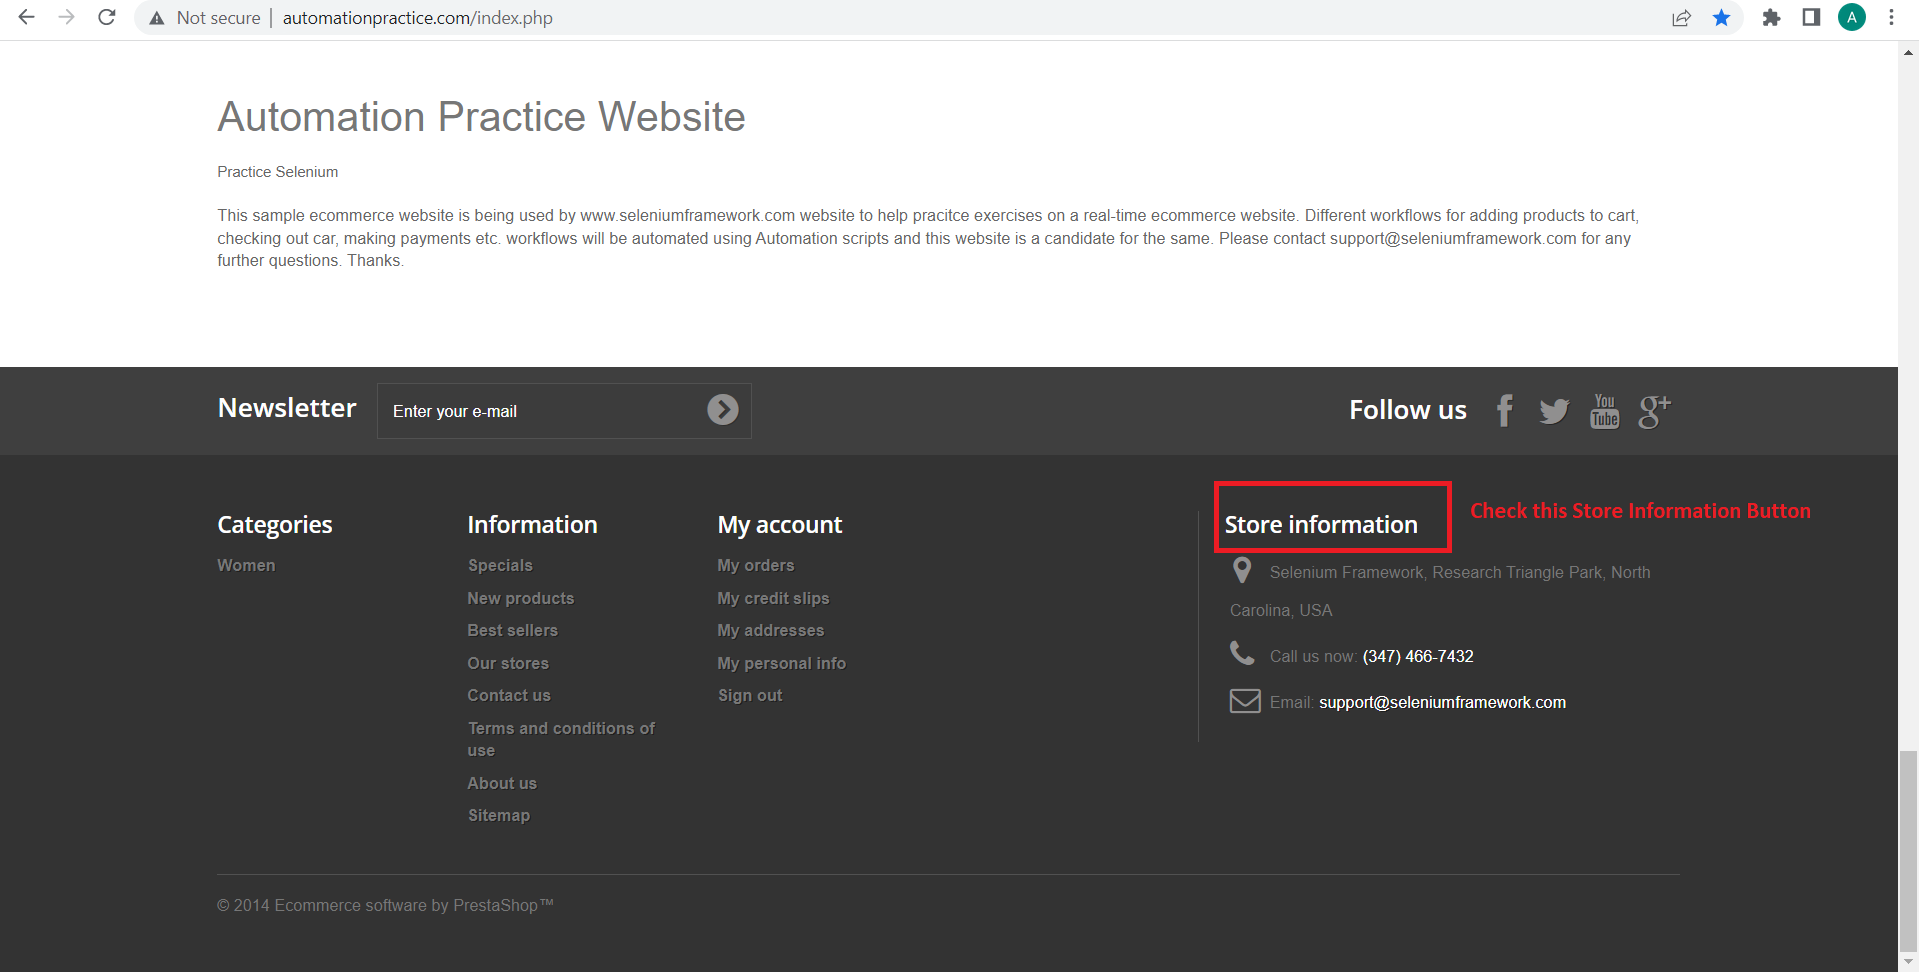 Not secure | automationpractice.com/index.php
A
Automation Practice Website
Practice Selenium
This sample ecommerce website is being used by www.seleniumframework.com website to help pracitce exercises on a real-time ecommerce website. Different workflows for adding products to cart,
checking out car, making payments etc. workflows will be automated using Automation scripts and this website is a candidate for the same. Please contact support@seleniumframework.com for any
further questions. Thanks.
Newsletter
Enter your e-mail
Follow us
You
Tube
g+
Categories
Women
Information
Specials
New products
Best sellers
Our stores
Contact us
Terms and conditions of
use
About us
Sitemap
My account
My orders
My credit slips
My addresses
My personal info
Sign out
Store information
Check this Store Information Button
Selenium Framework, Research Triangle Park, North
Carolina, USA
Call us now: (347) 466-7432
Email: support@seleniumframework.com
© 2014 Ecommerce software by PrestaShop™